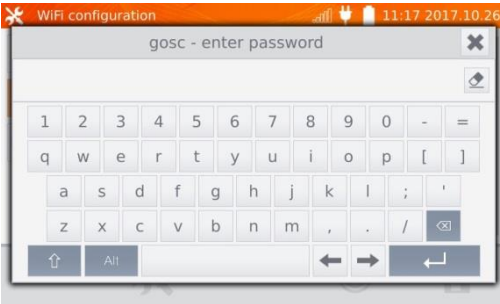 WiFi configuration 11:17 2017.10.26
gosc - enter password
1 2 3 4 5 6 7 8 9 0 - =
q w e r t y u i o p [ ]
a s d f g h j k l ; '
z x c v b n m , . /
Alt